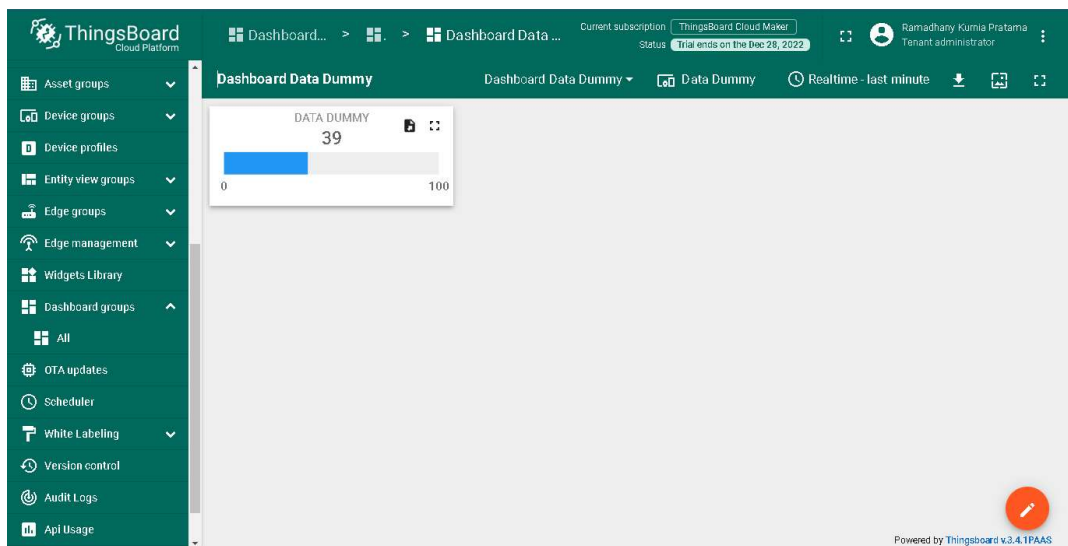 ThingsBoard
Cloud Platform
Dashboard... > . > Dashboard Data ...
Current subscription ThingsBoard Cloud Maker
Status Trial ends on the Dec 28, 2022
Ramadhany Kurnia Pratama
Tenant administrator
Asset groups
Device groups
Device profiles
Entity view groups
Edge groups
Edge management
Widgets Library
Dashboard groups
All
OTA updates
Scheduler
White Labeling
Version control
Audit Logs
Api Usage
Dashboard Data Dummy
Dashboard Data Dummy
Data Dummy
Realtime - last minute
DATA DUMMY
39
0 100
Powered by Thingsboard v.3.4.1PAAS